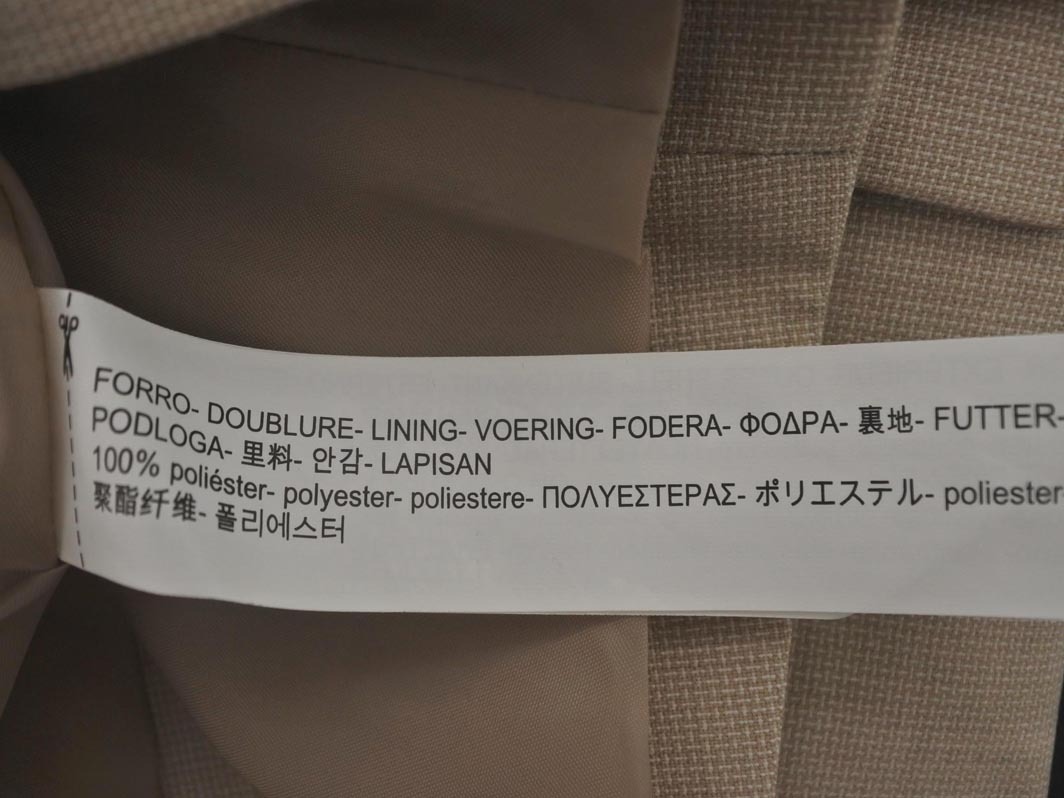 FORRO- DOUBLURE- LINING- VOERING- FODERA- ΦΟΔΡΑ- 裏地- FUTTER-
PODLOGA- 里料- 안감- LAPISAN
100% poliéster- polyester- poliestere- ΠΟΛΥΕΣΤΕΡΑΣ- ポリエステル- poliester
聚酯纤维- 폴리에스터